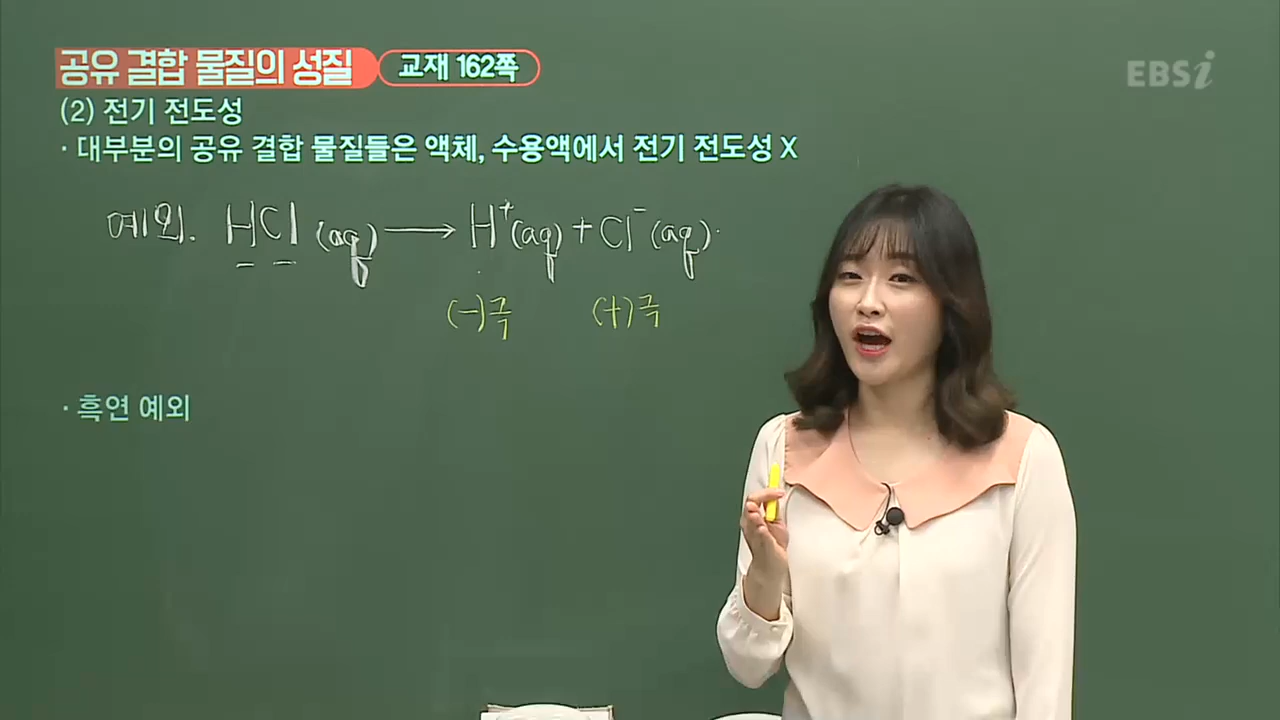 공유 결합 물질의 성질 교재 162쪽
EBSi
(2) 전기 전도성
· 대부분의 공유 결합 물질들은 액체, 수용액에서 전기 전도성 X
예외. HCl (aq) → H⁺(aq) + Cl⁻(aq).
(-)극 (+)극
· 흑연 예외